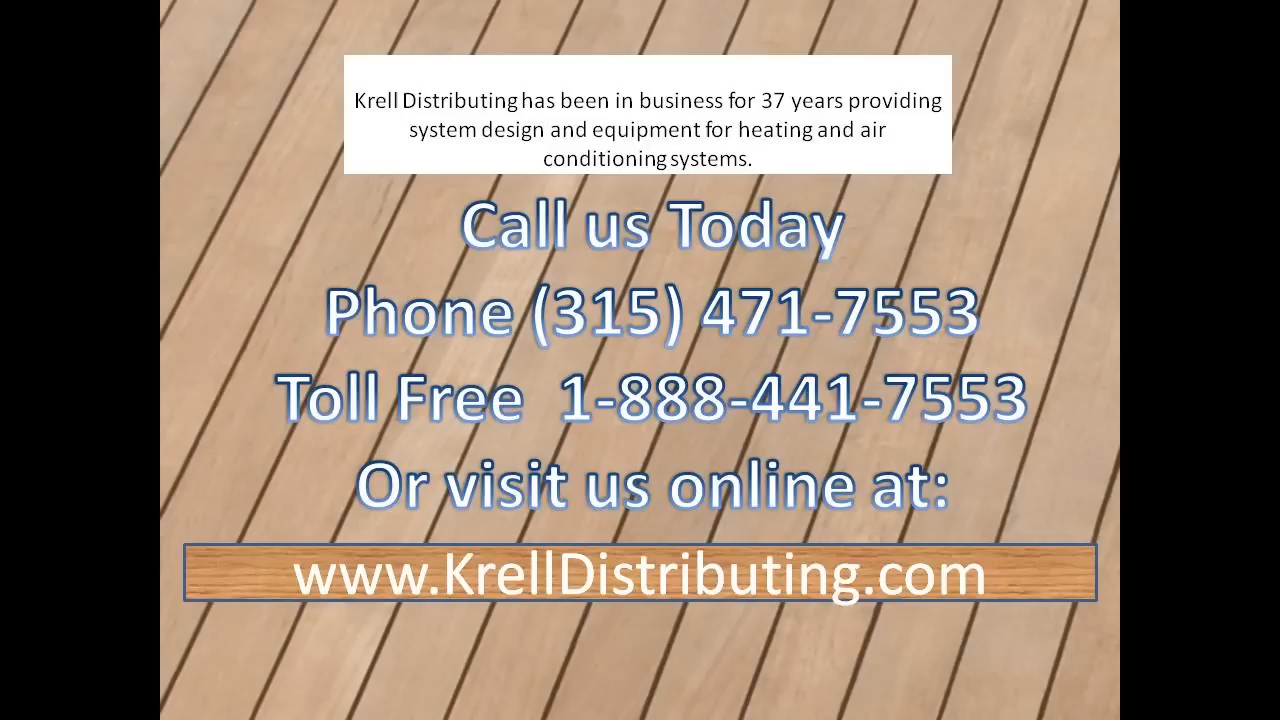 Krell Distributing has been in business for 37 years providing
system design and equipment for heating and air
conditioning systems.
Call us Today
Phone (315) 471-7553
Toll Free 1-888-441-7553
Or visit us online at:
www.KrellDistributing.com